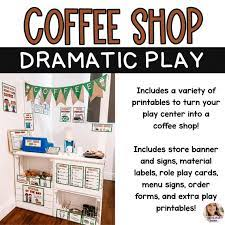 COFFEE SHOP
DRAMATIC PLAY
COFFEE
Includes a variety of
printables to turn your
play center into a
coffee shop!
Includes store banner
and signs, material
labels, role play cards,
menu signs, order
forms, and extra play
printables!